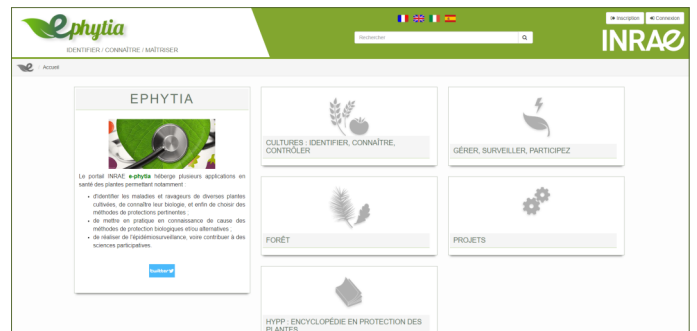 ephytia
IDENTIFIER / CONNAÎTRE / MAÎTRISER
Rechercher
Inscription
Connexion
INRAE
Accueil
EPHYTIA
Le portail INRAE e-phytia héberge plusieurs applications en
santé des plantes permettant notamment :
• d'identifier les maladies et ravageurs de diverses plantes
cultivées, de connaître leur biologie, et enfin de choisir des
méthodes de protections pertinentes ;
• de mettre en pratique en connaissance de cause des
méthodes de protection biologiques et/ou alternatives ;
• de réaliser de l'épidémiosurveillance, voire contribuer à des
sciences participatives.
twitter
CULTURES : IDENTIFIER, CONNAÎTRE,
CONTRÔLER
GÉRER, SURVEILLER, PARTICIPEZ
FORÊT
PROJETS
HYPP : ENCYCLOPÉDIE EN PROTECTION DES
PLANTES